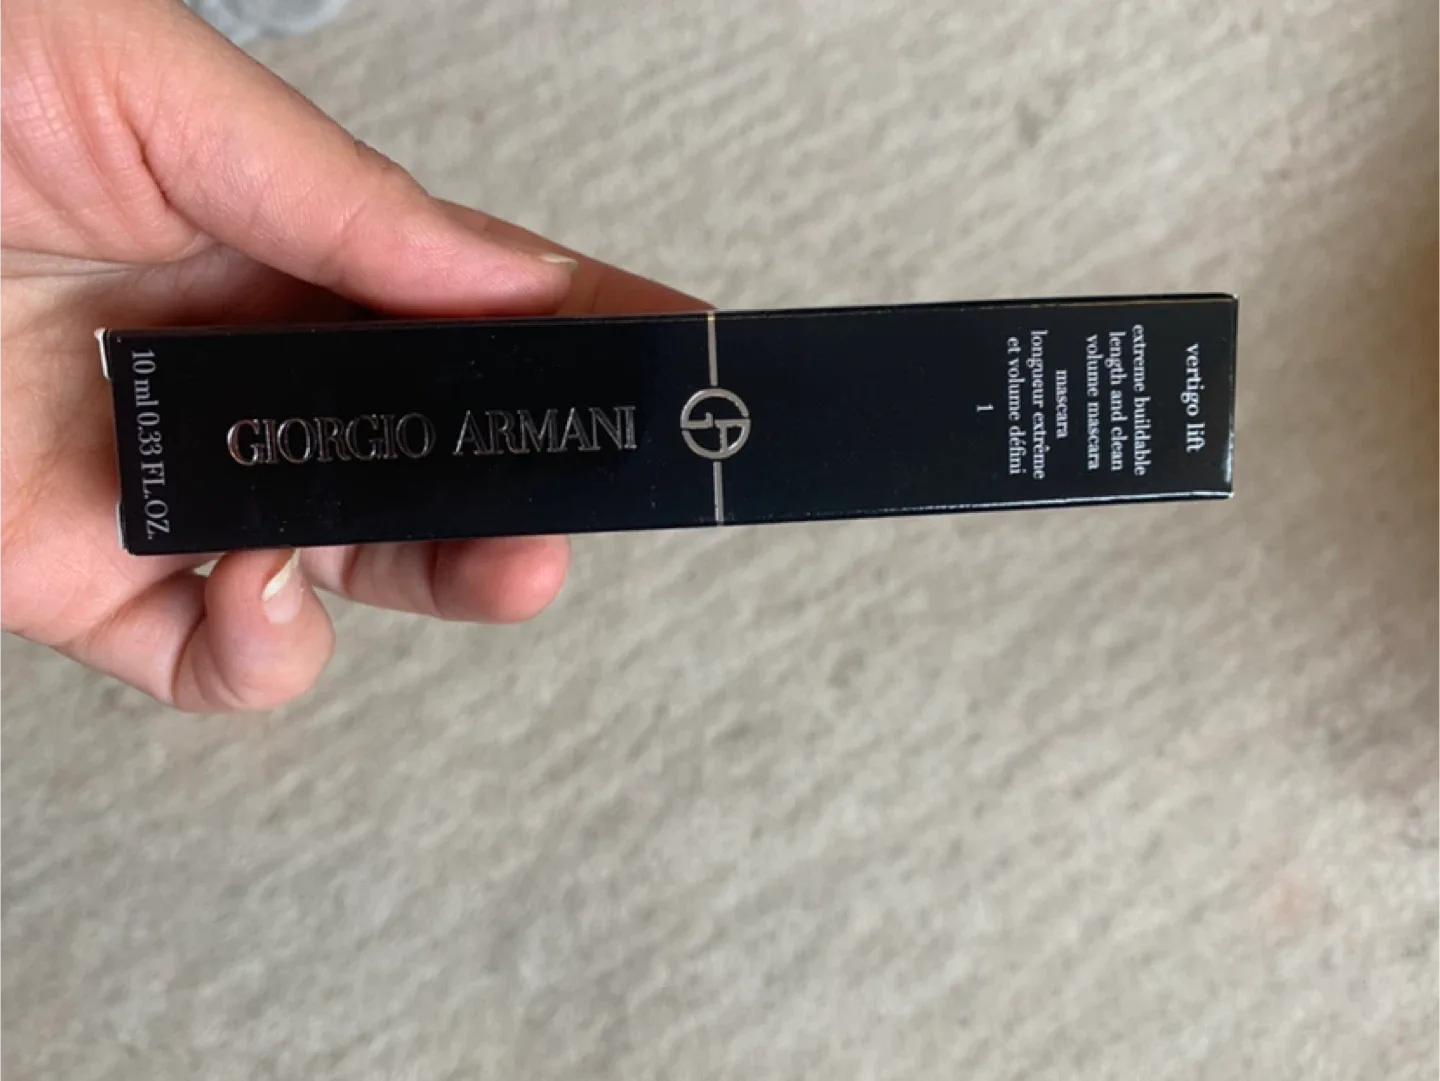 vertigo lift
extreme buildable
length and clean
volume mascara
mascara
longueur extrême
et volume défini
1
GA
GIORGIO ARMANI
10 ml 0.33 FL.OZ.